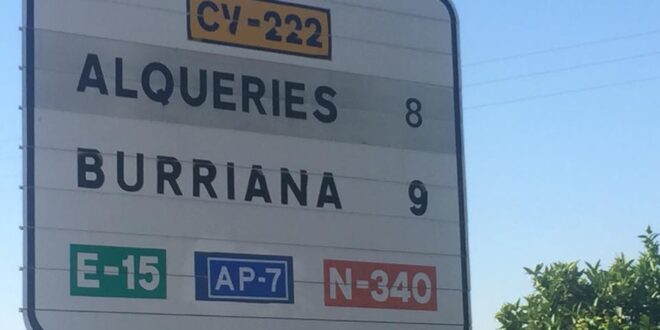 CV-222
ALQUERIES 8
BURRIANA 9
E-15 AP-7 N-340